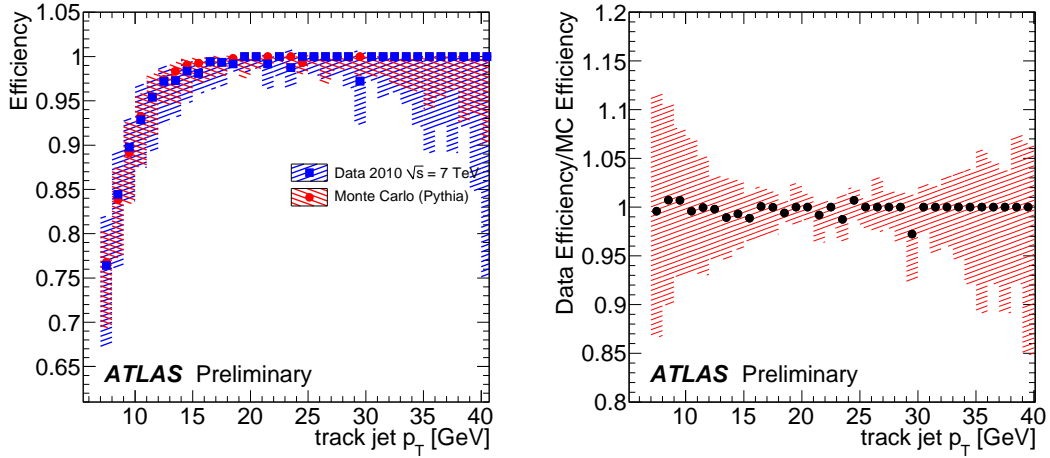 Efficiency
1
0.95
0.9
0.85
0.8
0.75
0.7
0.65
Data 2010 √s = 7 TeV
Monte Carlo (Pythia)
ATLAS Preliminary
10 15 20 25 30 35 40
track jet p_T [GeV]
Data Efficiency/MC Efficiency
1.2
1.15
1.1
1.05
1
0.95
0.9
0.85
0.8
ATLAS Preliminary
10 15 20 25 30 35 40
track jet p_T [GeV]